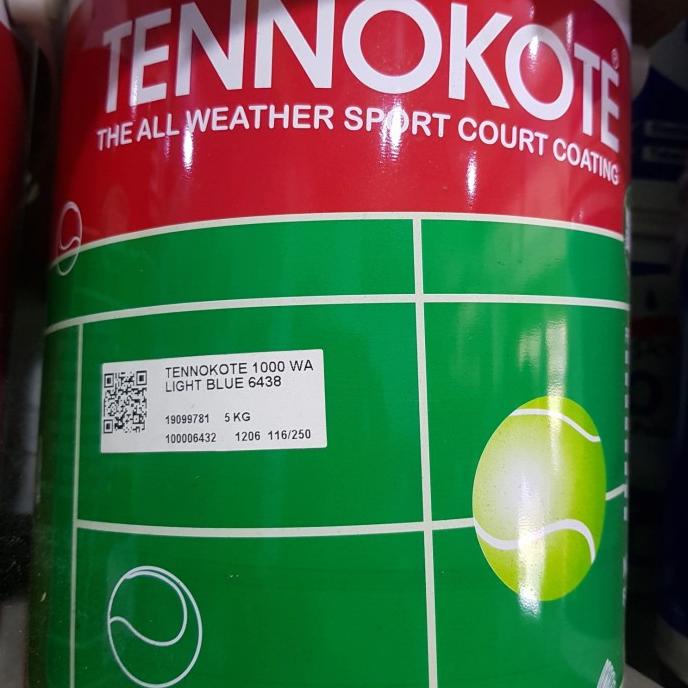 TENNOKOTE®
THE ALL WEATHER SPORT COURT COATING
TENNOKOTE 1000 WA
LIGHT BLUE 6438
19099781 5 KG
100006432 1206 116/250